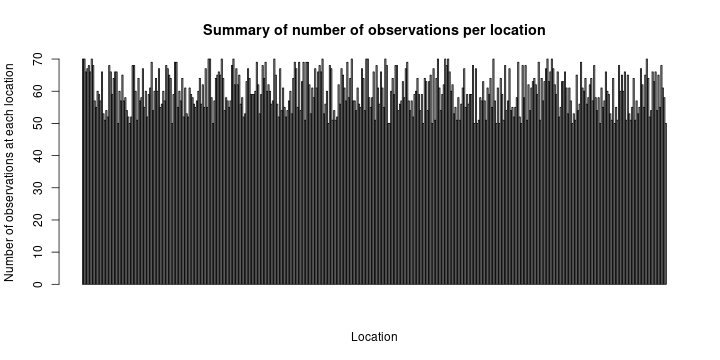 Summary of number of observations per location
Number of observations at each location
70
60
50
40
30
20
10
0
Location